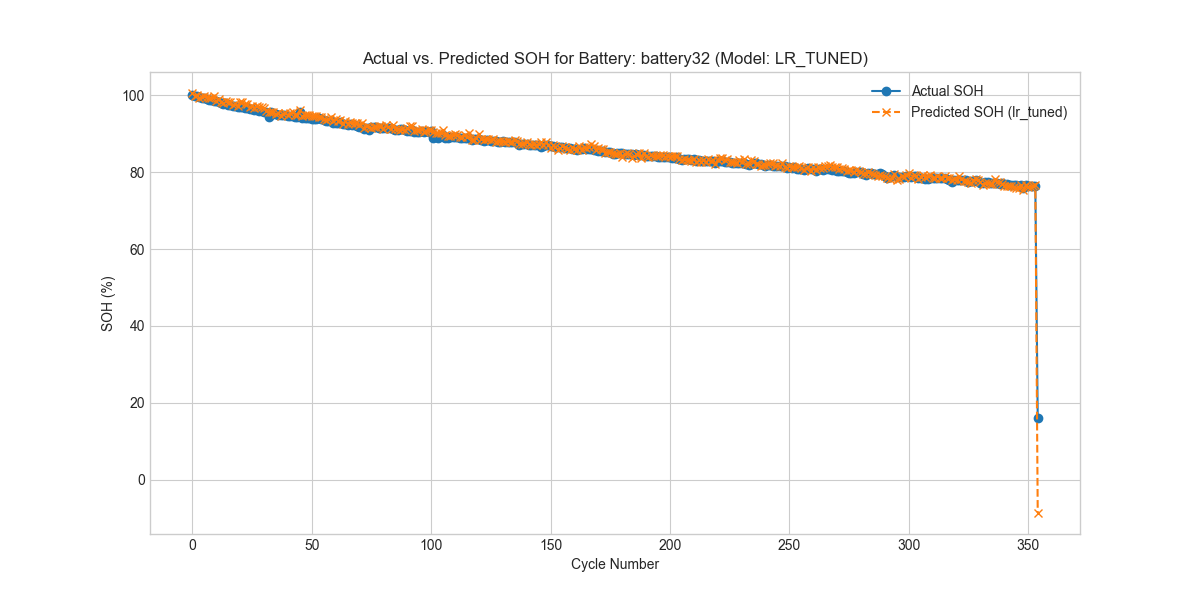 Actual vs. Predicted SOH for Battery: battery32 (Model: LR_TUNED)
Actual SOH
Predicted SOH (lr_tuned)
100
80
60
40
20
0
SOH (%)
0 50 100 150 200 250 300 350
Cycle Number